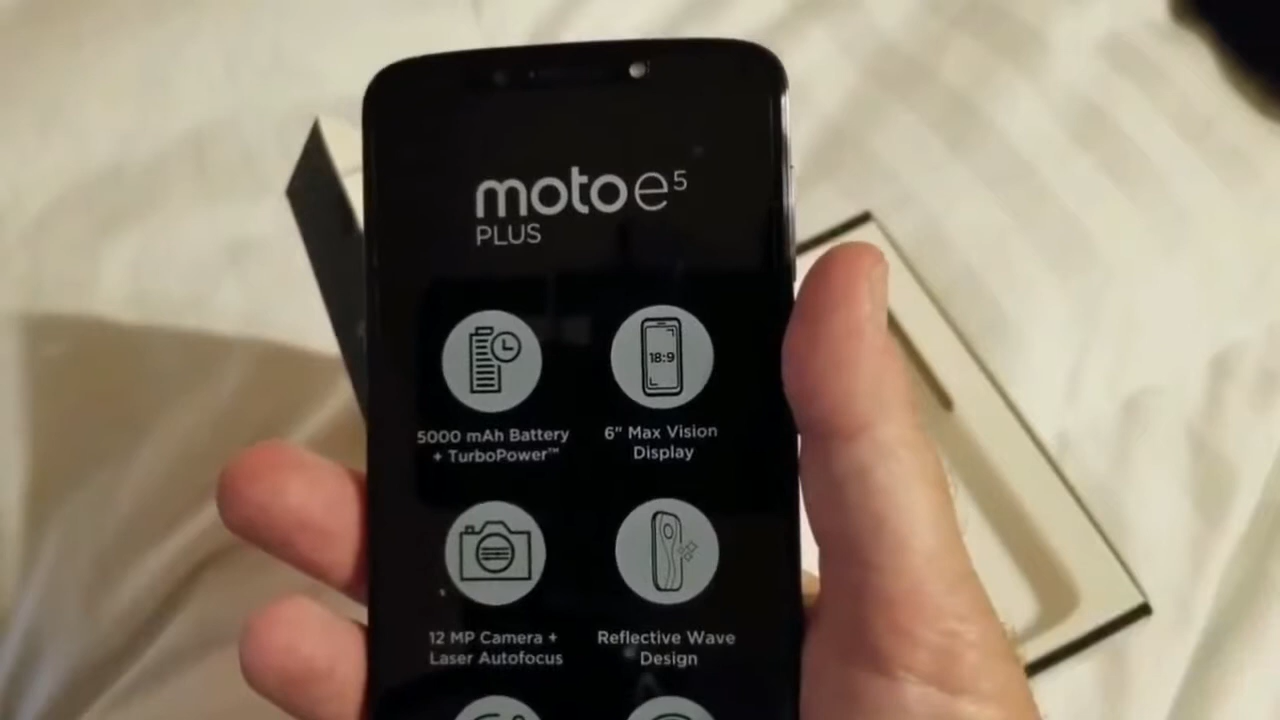 moto e⁵
PLUS
18:9
5000 mAh Battery
+ TurboPower™
6" Max Vision
Display
12 MP Camera +
Laser Autofocus
Reflective Wave
Design